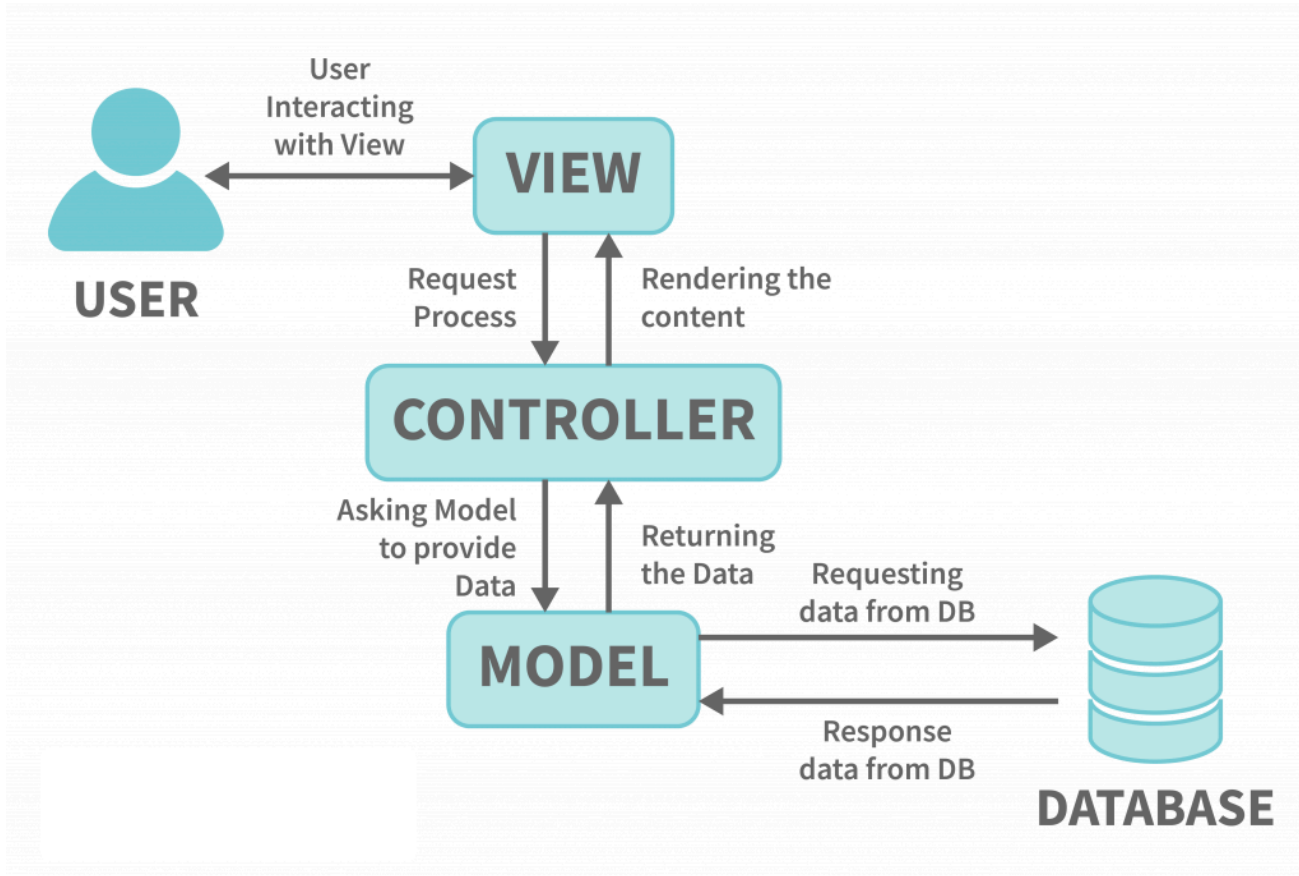 User
Interacting
with View
VIEW
USER
Request
Process
Rendering the
content
CONTROLLER
Asking Model
to provide
Data
Returning
the Data
Requesting
data from DB
MODEL
Response
data from DB
DATABASE